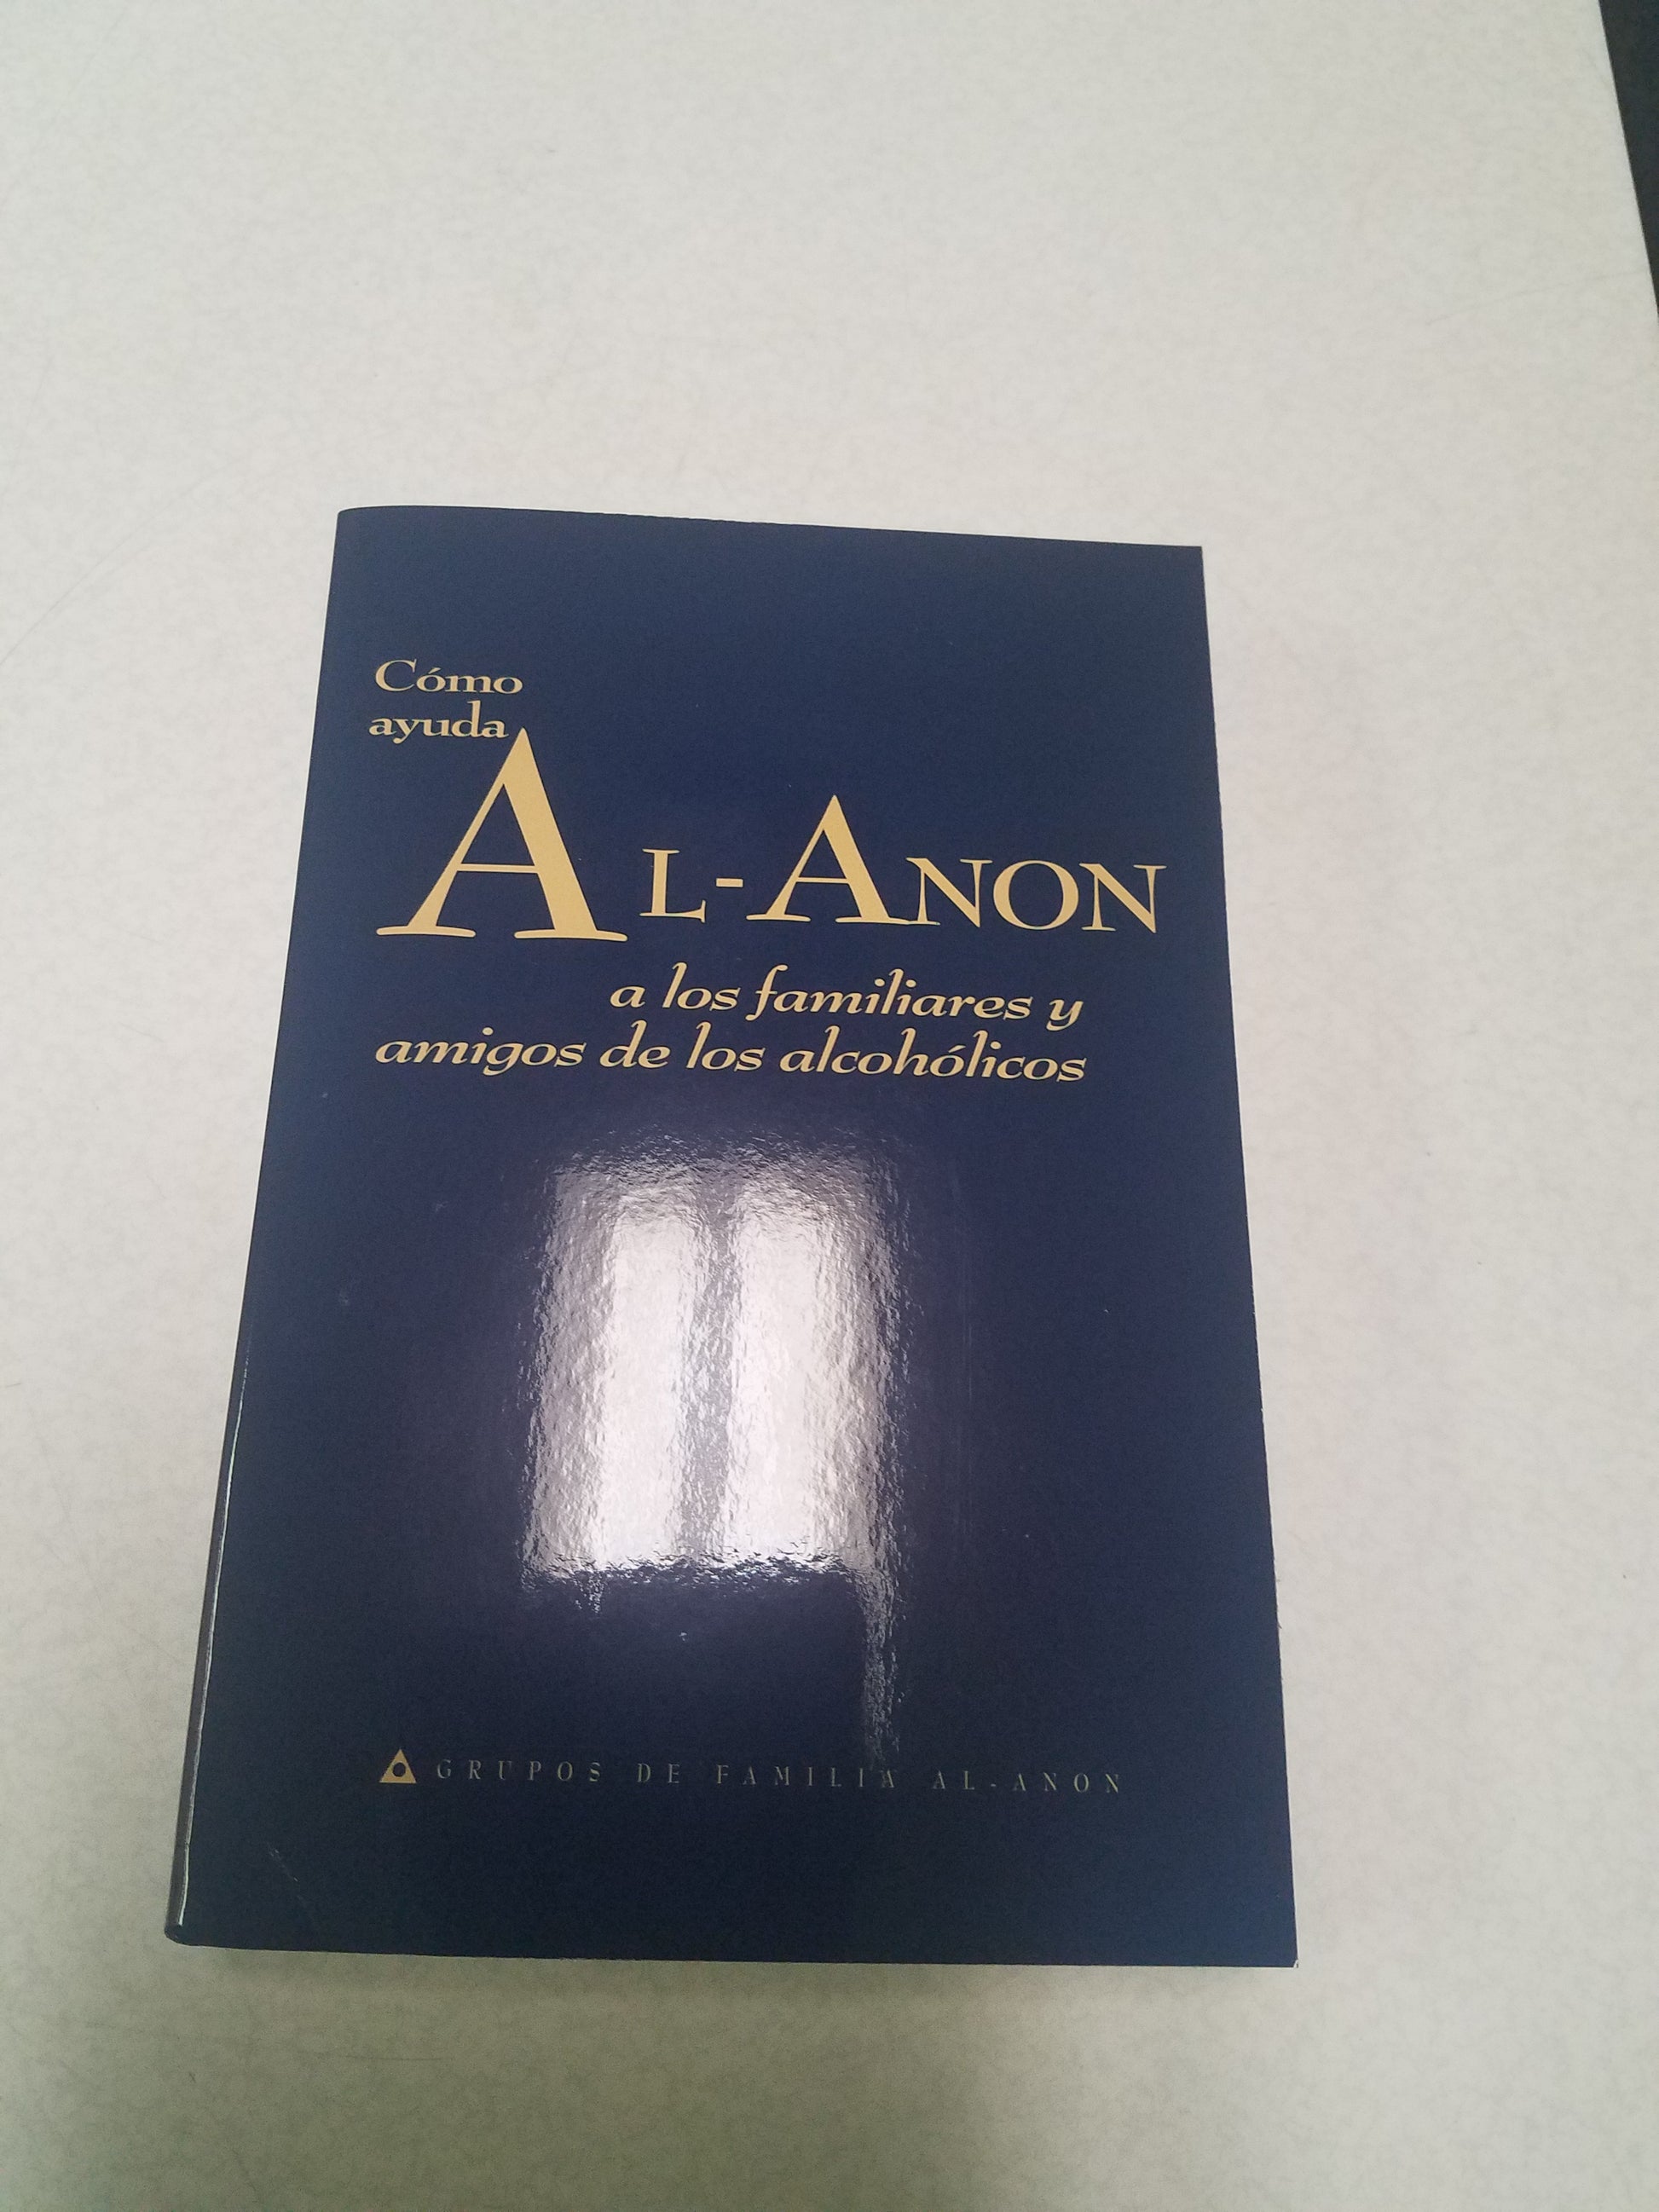 Cómo
ayuda
AL-ANON
a los familiares y
amigos de los alcohólicos
GRUPOS DE FAMILIA AL-ANON